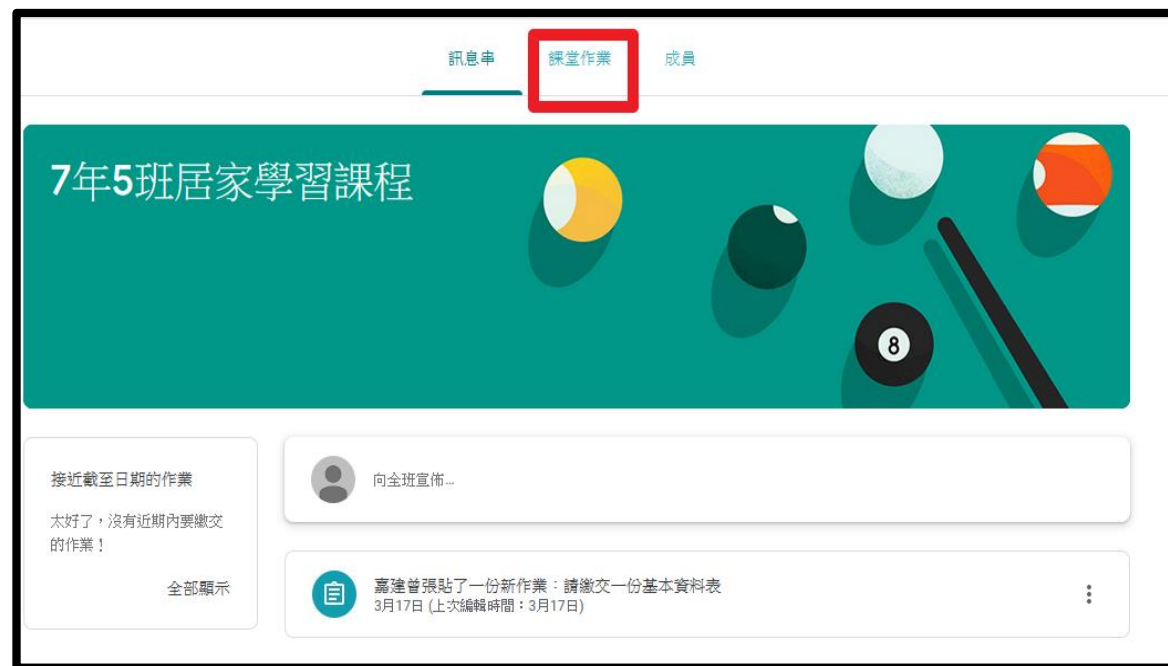 訊息串 課堂作業 成員
7年5班居家學習課程
8
接近截至日期的作業
太好了，沒有近期內要繳交
的作業！
全部顯示
向全班宣佈...
嘉建曾張貼了一份新作業：請繳交一份基本資料表
3月17日 (上次編輯時間：3月17日)